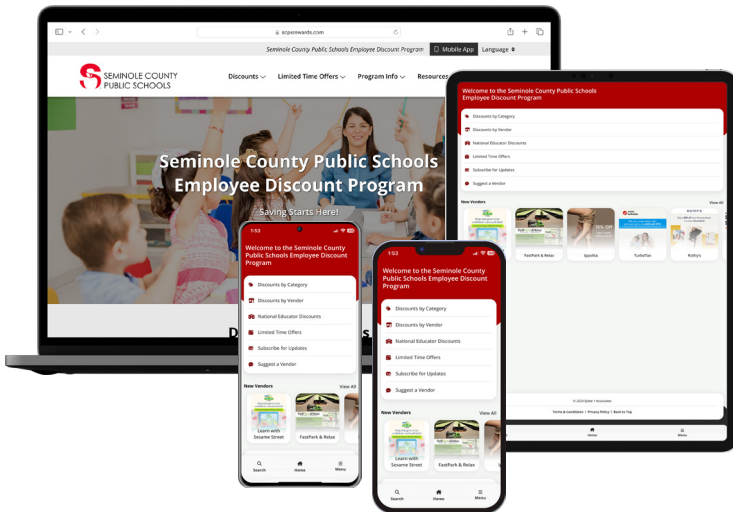 scpsrewards.com
Seminole County Public Schools Employee Discount Program
Mobile App
Language
SEMINOLE COUNTY
PUBLIC SCHOOLS
Discounts
Limited Time Offers
Program Info
Resources
Seminole County Public Schools
Employee Discount Program
Saving Starts Here!
D
s
Welcome to the Seminole County Public Schools
Employee Discount Program
Discounts by Category
Discounts by Vendor
National Educator Discounts
Limited Time Offers
Subscribe for Updates
Suggest a Vendor
New Vendors
View All
FastPark & Relax
Ippolita
TurboTax
Rothy's
Terms & Conditions | Privacy Policy | Back to Top
Home
Menu
1:53
Welcome to the Seminole County
Public Schools Employee Discount
Program
Discounts by Category
Discounts by Vendor
National Educator Discounts
Limited Time Offers
Subscribe for Updates
Suggest a Vendor
New Vendors
View All
Learn with
Sesame Street
FastPark & Relax
Search
Home
Menu
1:53
Welcome to the Seminole County
Public Schools Employee Discount
Program
Discounts by Category
Discounts by Vendor
National Educator Discounts
Limited Time Offers
Subscribe for Updates
Suggest a Vendor
New Vendors
View All
Learn with
Sesame Street
FastPark & Relax
Search
Home
Menu